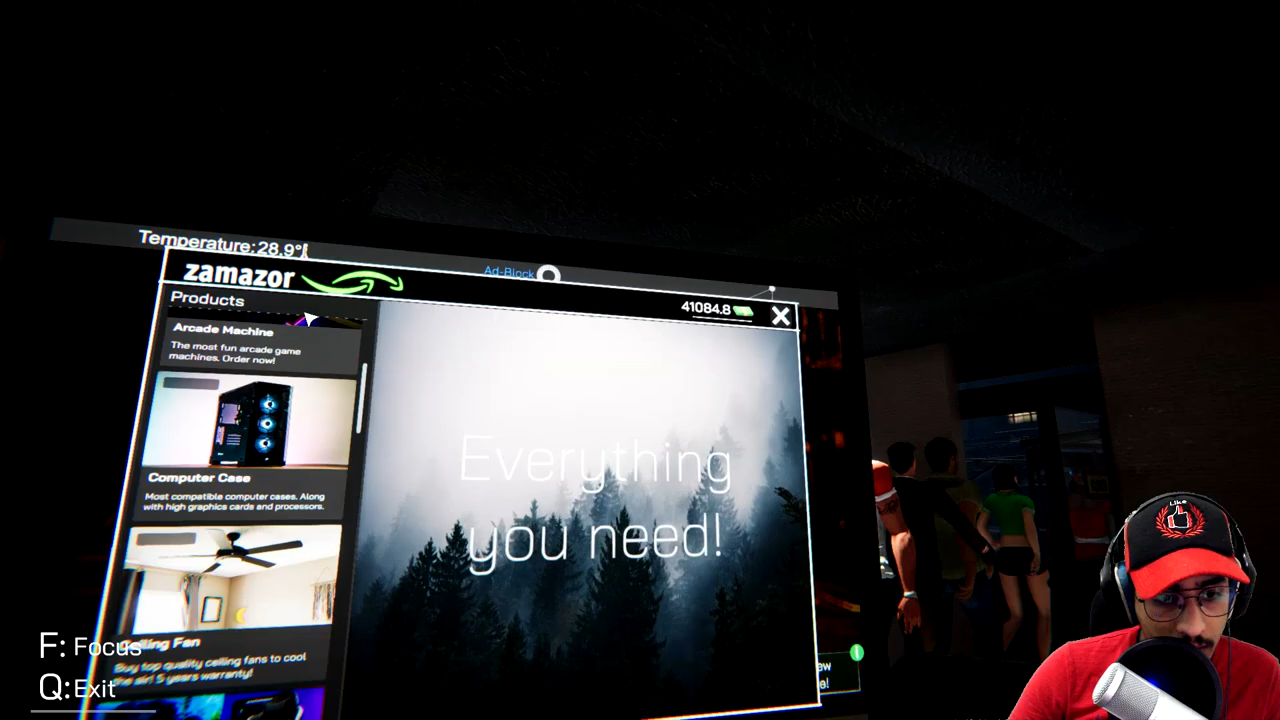 Temperature:28.9°
zamazor
Ad-Block
41084.8
Products
Arcade Machine
The most fun arcade game
machines. Order now!
Computer Case
Most compatible computer cases. Along
with high graphics cards and processors.
Ceiling Fan
Buy top quality ceiling fans to cool
the air! 5 years warranty!
Everything
you need!
F: Focus
Q:Exit
Like